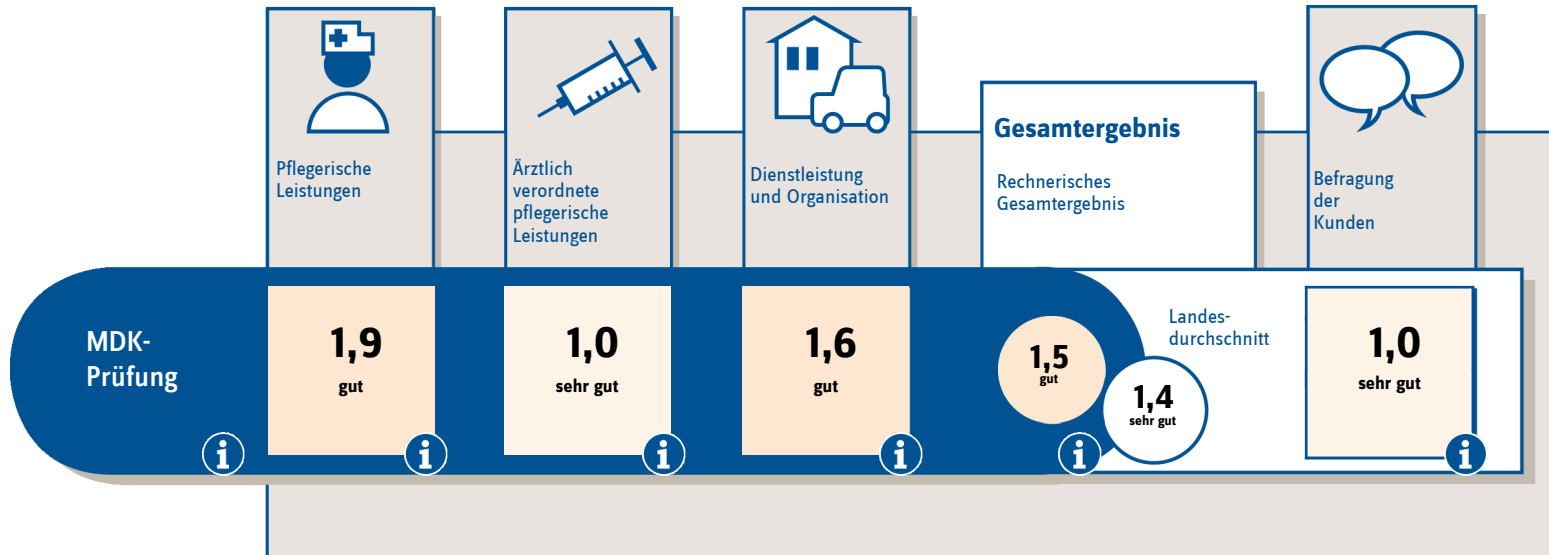 Pflegerische
Leistungen
Ärztlich
verordnete
pflegerische
Leistungen
Dienstleistung
und Organisation
Gesamtergebnis
Rechnerisches
Gesamtergebnis
Befragung
der
Kunden
MDK-
Prüfung
1,9
gut
1,0
sehr gut
1,6
gut
1,5
gut
Landes-
durchschnitt
1,4
sehr gut
1,0
sehr gut
i
i
i
i
i
i